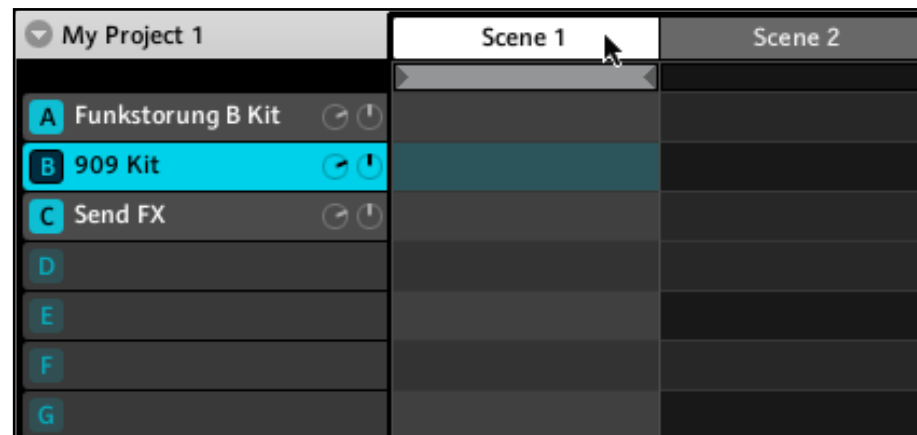 My Project 1 Scene 1 Scene 2
A Funkstorung B Kit
B 909 Kit
C Send FX
D
E
F
G